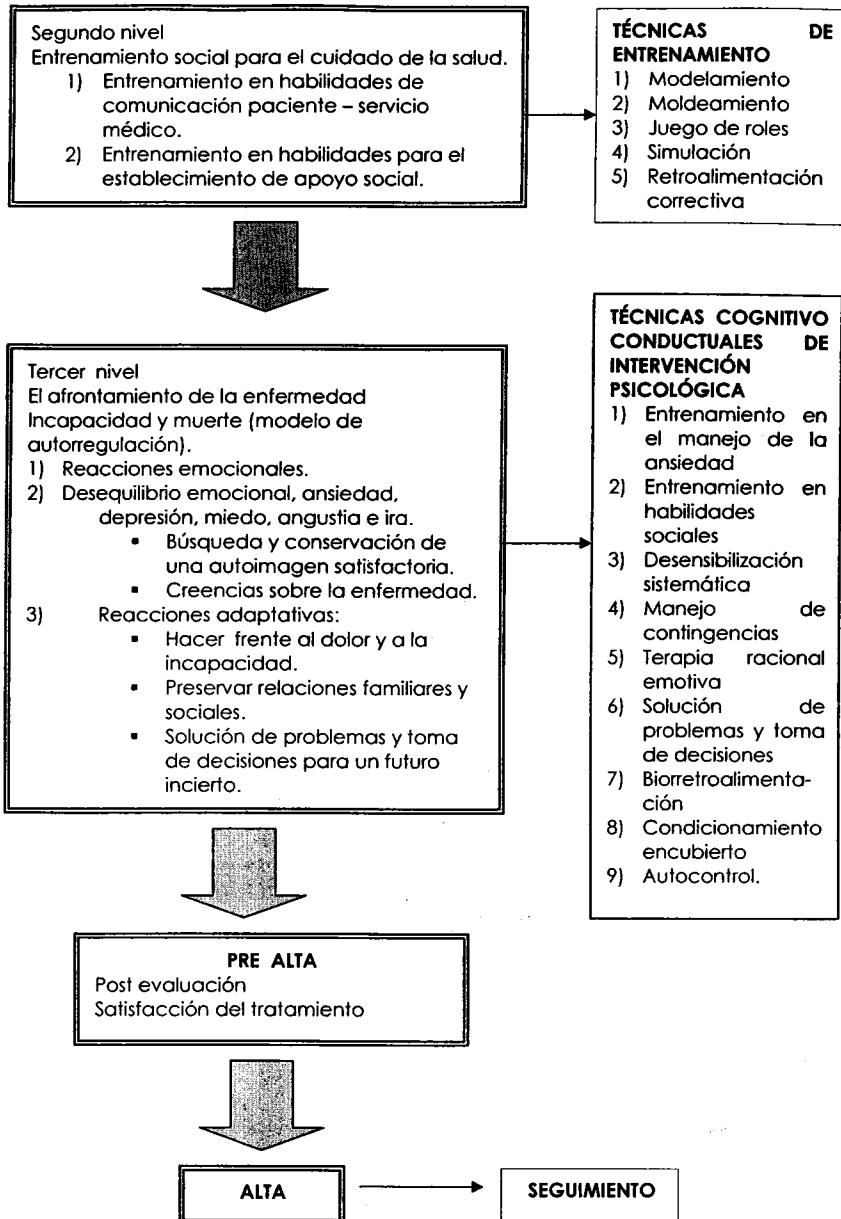 Segundo nivel
Entrenamiento social para el cuidado de la salud.
1) Entrenamiento en habilidades de
comunicación paciente – servicio
médico.
2) Entrenamiento en habilidades para el
establecimiento de apoyo social.
TÉCNICAS DE
ENTRENAMIENTO
1) Modelamiento
2) Moldeamiento
3) Juego de roles
4) Simulación
5) Retroalimentación
correctiva
Tercer nivel
El afrontamiento de la enfermedad
Incapacidad y muerte (modelo de
autorregulación).
1) Reacciones emocionales.
2) Desequilibrio emocional, ansiedad,
depresión, miedo, angustia e ira.
▪ Búsqueda y conservación de
una autoimagen satisfactoria.
▪ Creencias sobre la enfermedad.
3) Reacciones adaptativas:
▪ Hacer frente al dolor y a la
incapacidad.
▪ Preservar relaciones familiares y
sociales.
▪ Solución de problemas y toma
de decisiones para un futuro
incierto.
TÉCNICAS COGNITIVO
CONDUCTUALES DE
INTERVENCIÓN
PSICOLÓGICA
1) Entrenamiento en
el manejo de la
ansiedad
2) Entrenamiento en
habilidades
sociales
3) Desensibilización
sistemática
4) Manejo de
contingencias
5) Terapia racional
emotiva
6) Solución de
problemas y toma
de decisiones
7) Biorretroalimenta-
ción
8) Condicionamiento
encubierto
9) Autocontrol.
PRE ALTA
Post evaluación
Satisfacción del tratamiento
ALTA
SEGUIMIENTO